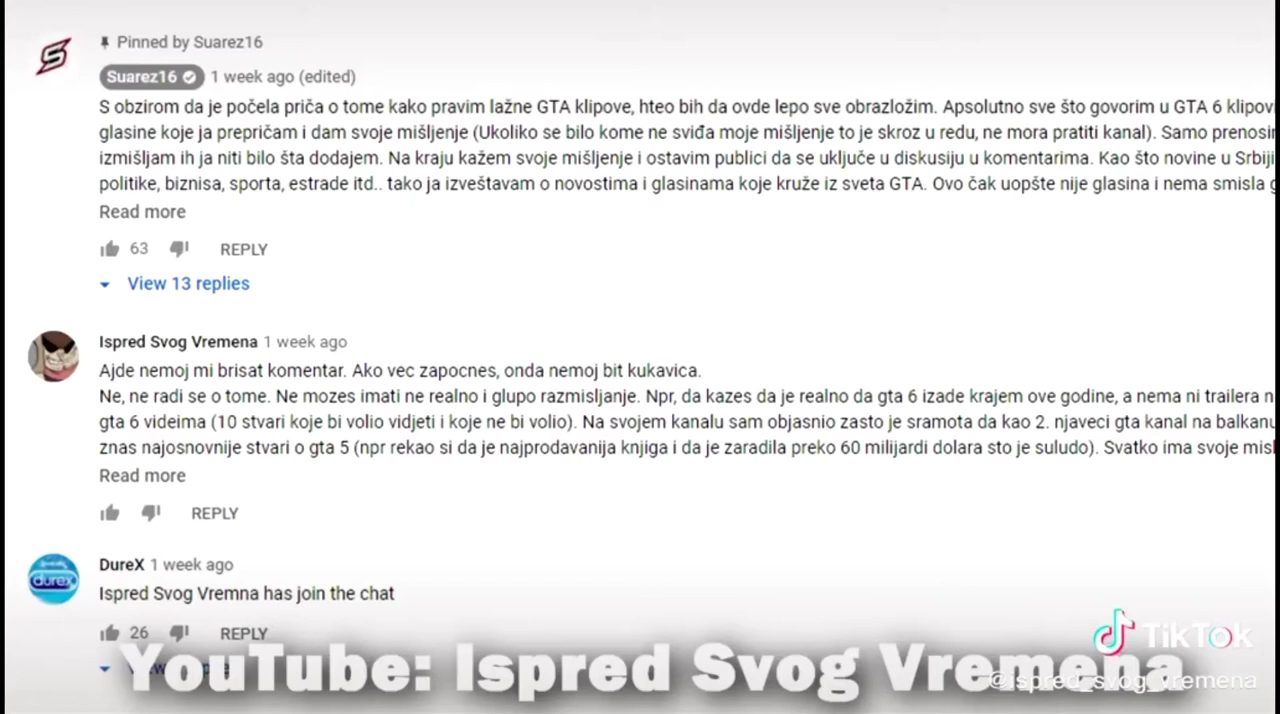 Pinned by Suarez16
Suarez16 1 week ago (edited)
S obzirom da je počela priča o tome kako pravim lažne GTA klipove, hteo bih da ovde lepo sve obrazložim. Apsolutno sve što govorim u GTA 6 klipov
glasine koje ja prepričam i dam svoje mišljenje (Ukoliko se bilo kome ne sviđa moje mišljenje to je skroz u redu, ne mora pratiti kanal). Samo prenosim
izmišljam ih ja niti bilo šta dodajem. Na kraju kažem svoje mišljenje i ostavim publici da se uključe u diskusiju u komentarima. Kao što novine u Srbiji
politike, biznisa, sporta, estrade itd.. tako ja izveštavam o novostima i glasinama koje kruže iz sveta GTA. Ovo čak uopšte nije glasina i nema smisla
Read more
63 REPLY
View 13 replies
Ispred Svog Vremena 1 week ago
Ajde nemoj mi brisat komentar. Ako vec zapocnes, onda nemoj bit kukavica.
Ne, ne radi se o tome. Ne mozes imati ne realno i glupo razmisljanje. Npr, da kazes da je realno da gta 6 izade krajem ove godine, a nema ni trailera n
gta 6 videima (10 stvari koje bi volio vidjeti i koje ne bi volio). Na svojem kanalu sam objasnio zasto je sramota da kao 2. njaveci gta kanal na balkanu
znas najosnovnije stvari o gta 5 (npr rekao si da je najprodavanija knjiga i da je zaradila preko 60 milijardi dolara sto je suludo). Svatko ima svoje misl
Read more
REPLY
DureX 1 week ago
durex
Ispred Svog Vremna has join the chat
26 REPLY
YouTube: Ispred Svog Vremena
TikTok
@ispred_svog_vremena